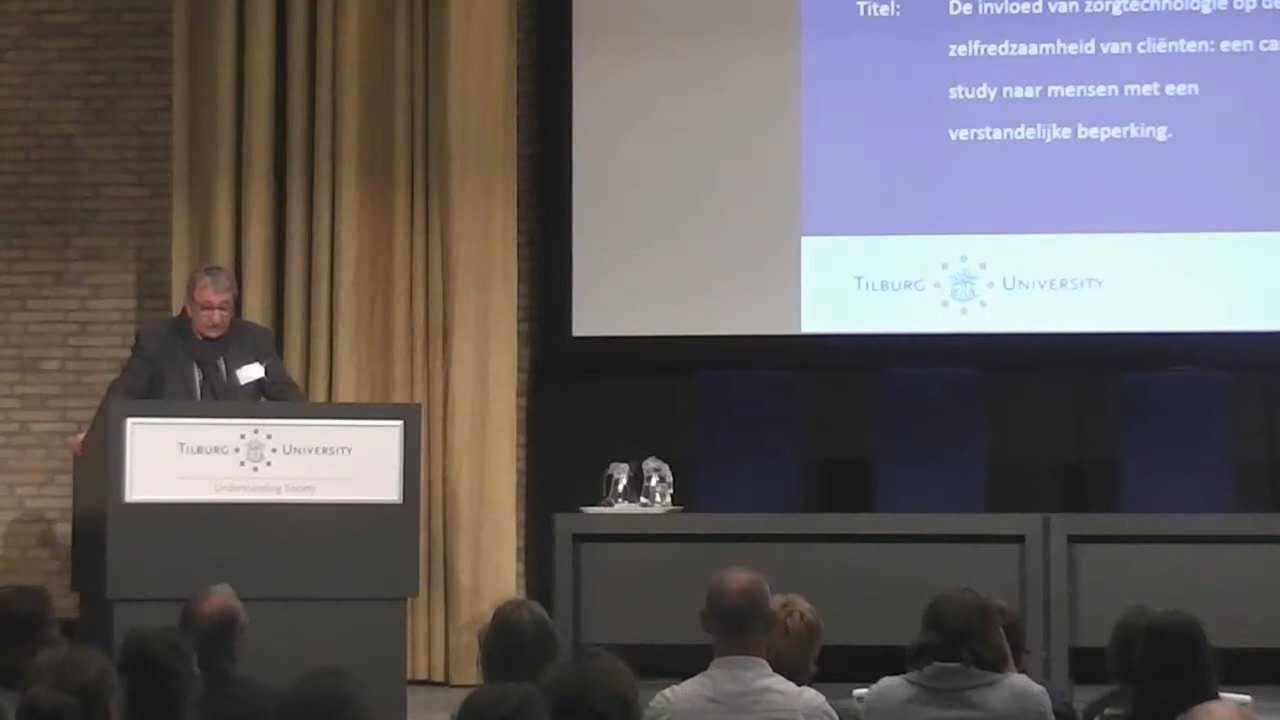 Titel: De invloed van zorgtechnologie op de
zelfredzaamheid van cliënten: een ca
study naar mensen met een
verstandelijke beperking.
TILBURG UNIVERSITY
TILBURG UNIVERSITY
Understanding Society